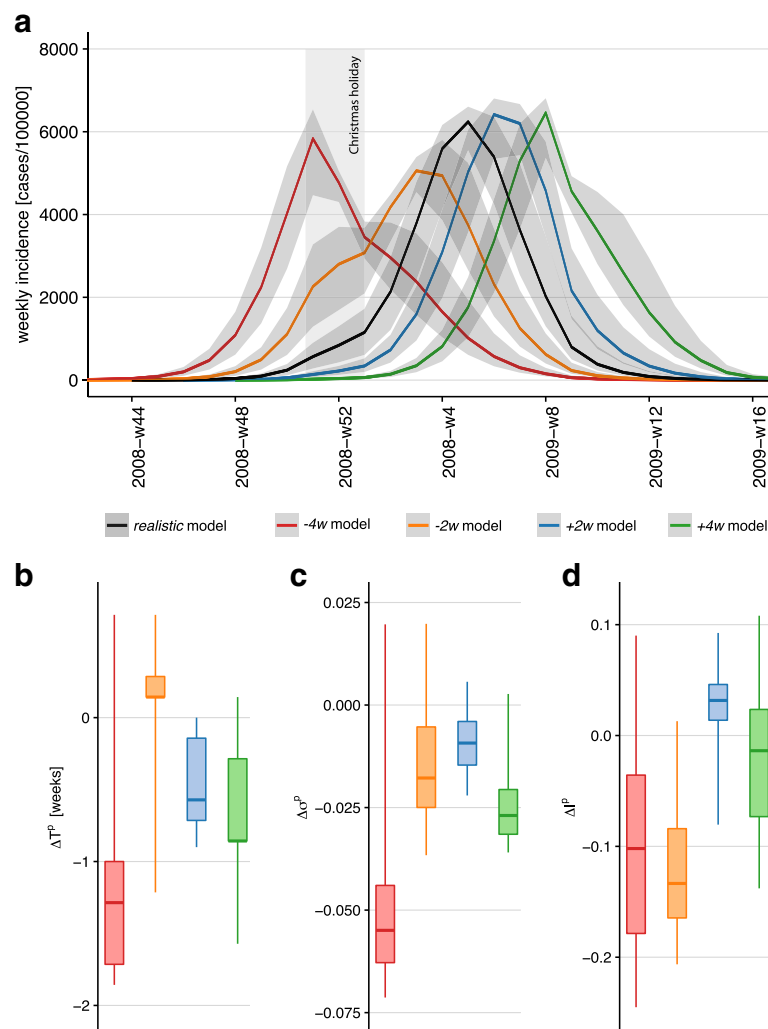 a
weekly incidence [cases/100000]
8000
6000
4000
2000
0
Christmas holiday
2008−w44
2008−w48
2008−w52
2008−w4
2009−w8
2009−w12
2009−w16
realistic model
-4w model
-2w model
+2w model
+4w model
b
ΔTᵖ [weeks]
0
−1
−2
c
Δσᵖ
0.025
0.000
−0.025
−0.050
−0.075
d
ΔIᵖ
0.1
0.0
−0.1
−0.2